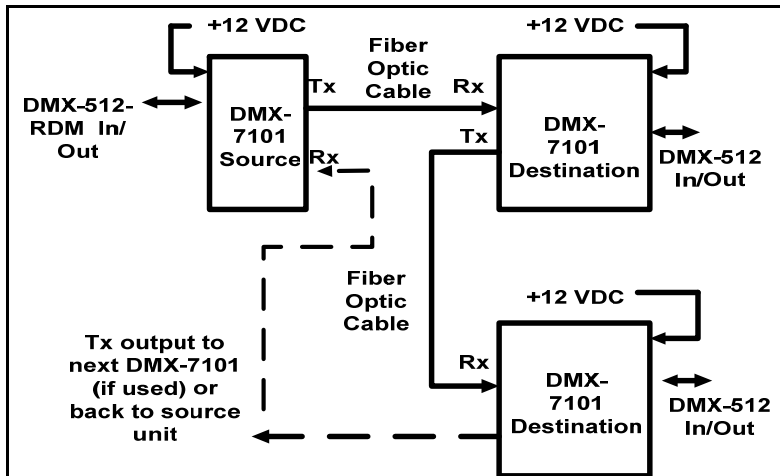 +12 VDC
Fiber
Optic
Cable
+12 VDC
DMX-512-
RDM In/
Out
Tx
DMX-
7101
Source
Rx
Rx
Tx
DMX-
7101
Destination
DMX-512
In/Out
Fiber
Optic
Cable
+12 VDC
Tx output to
next DMX-7101
(if used) or
back to source
unit
Rx
DMX-
7101
Destination
DMX-512
In/Out